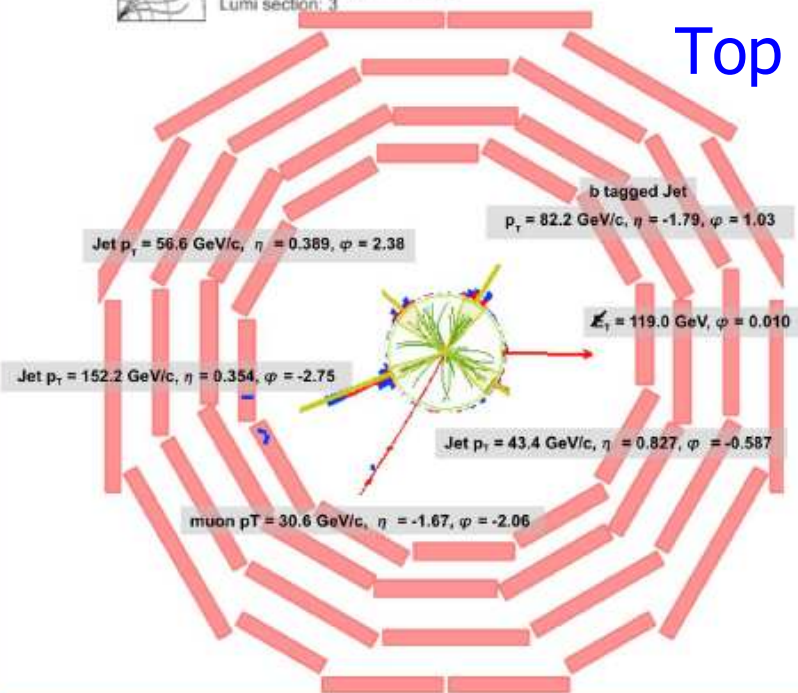 Lumi section: 3
Top
b tagged Jet
pT = 82.2 GeV/c, η = -1.79, φ = 1.03
Jet pT = 56.6 GeV/c, η = 0.389, φ = 2.38
E̸T = 119.0 GeV, φ = 0.010
Jet pT = 152.2 GeV/c, η = 0.354, φ = -2.75
Jet pT = 43.4 GeV/c, η = 0.827, φ = -0.587
muon pT = 30.6 GeV/c, η = -1.67, φ = -2.06